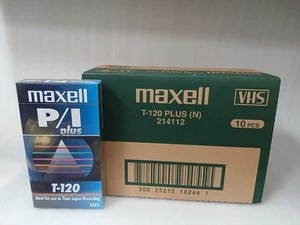 maxell
P/I
plus
T-120
Ideal for use in Time Lapse Recording
VHS
maxell
T-120 PLUS (N)
214112
VHS
10 PCS
300 25215 10266 1